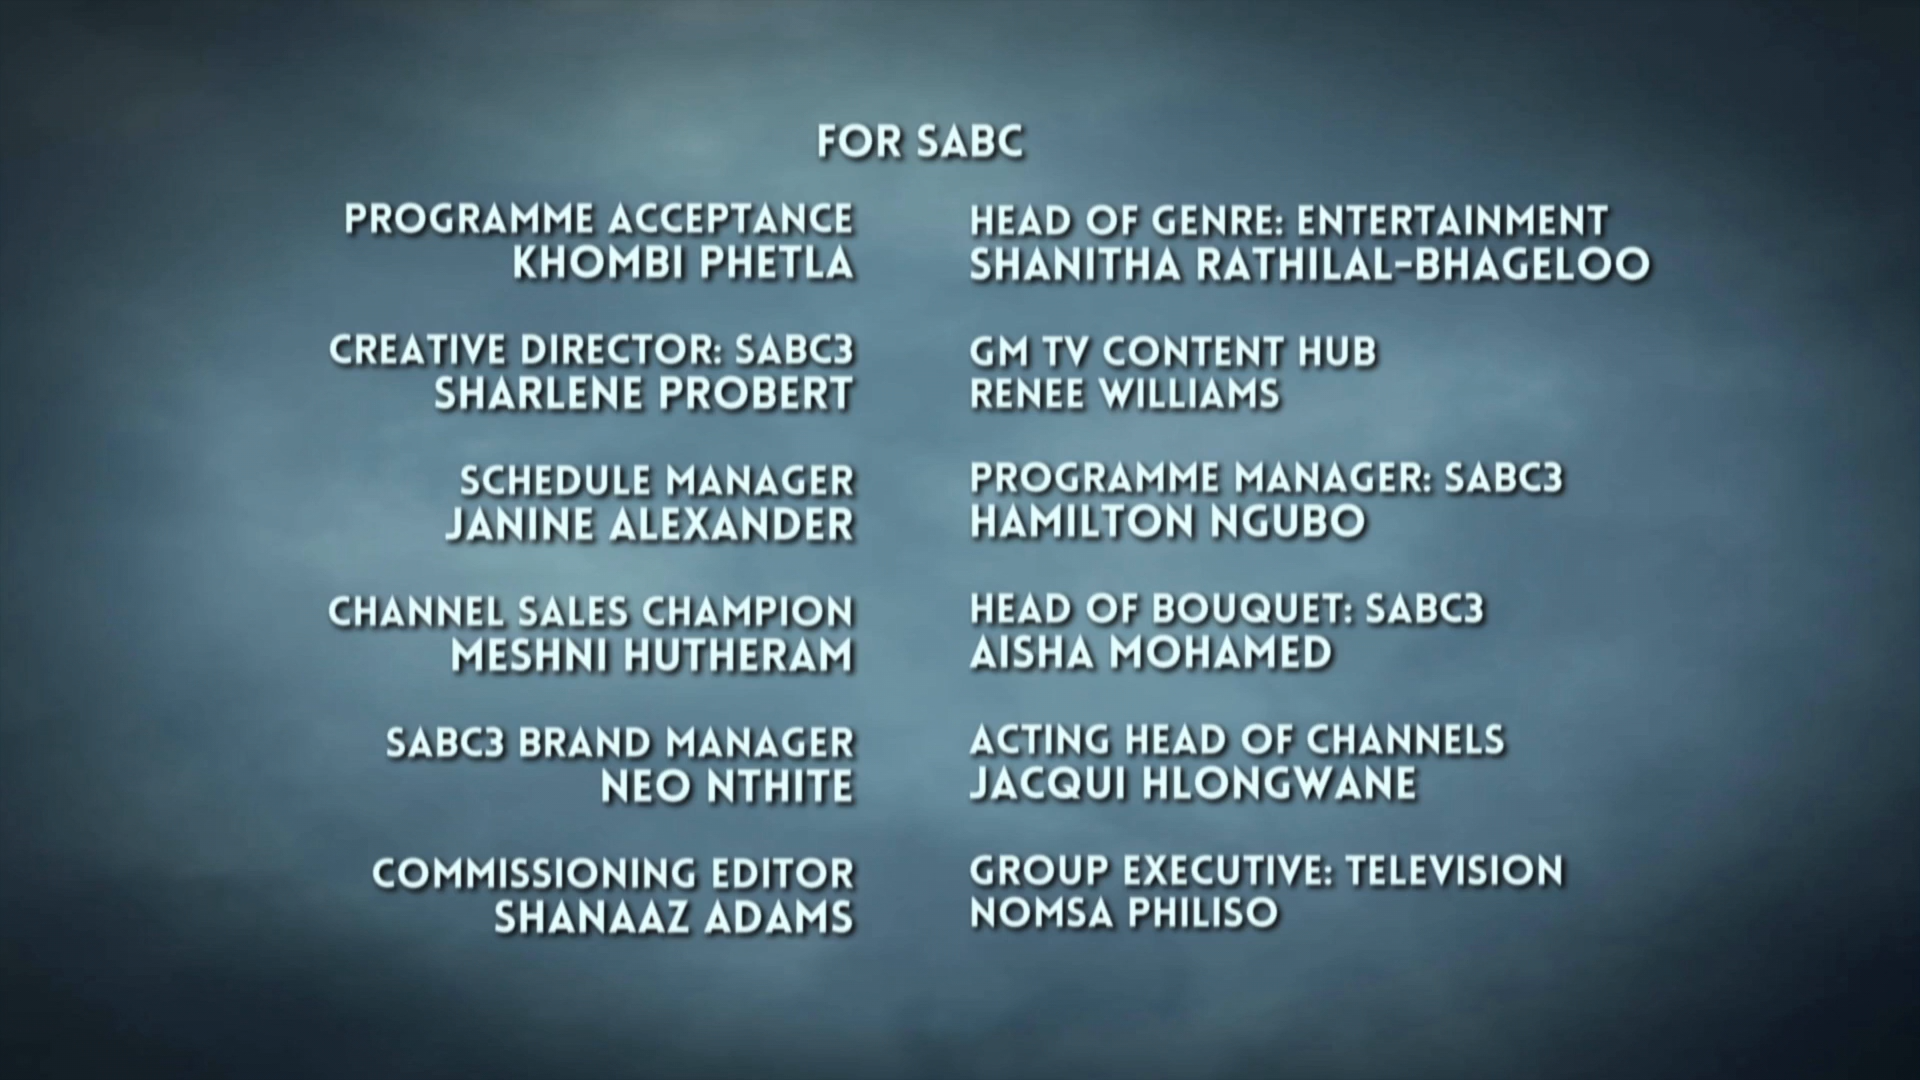 FOR SABC
PROGRAMME ACCEPTANCE
KHOMBI PHETLA
CREATIVE DIRECTOR: SABC3
SHARLENE PROBERT
SCHEDULE MANAGER
JANINE ALEXANDER
CHANNEL SALES CHAMPION
MESHNI HUTHERAM
SABC3 BRAND MANAGER
NEO NTHITE
COMMISSIONING EDITOR
SHANAAZ ADAMS
HEAD OF GENRE: ENTERTAINMENT
SHANITHA RATHILAL-BHAGELOO
GM TV CONTENT HUB
RENEE WILLIAMS
PROGRAMME MANAGER: SABC3
HAMILTON NGUBO
HEAD OF BOUQUET: SABC3
AISHA MOHAMED
ACTING HEAD OF CHANNELS
JACQUI HLONGWANE
GROUP EXECUTIVE: TELEVISION
NOMSA PHILISO